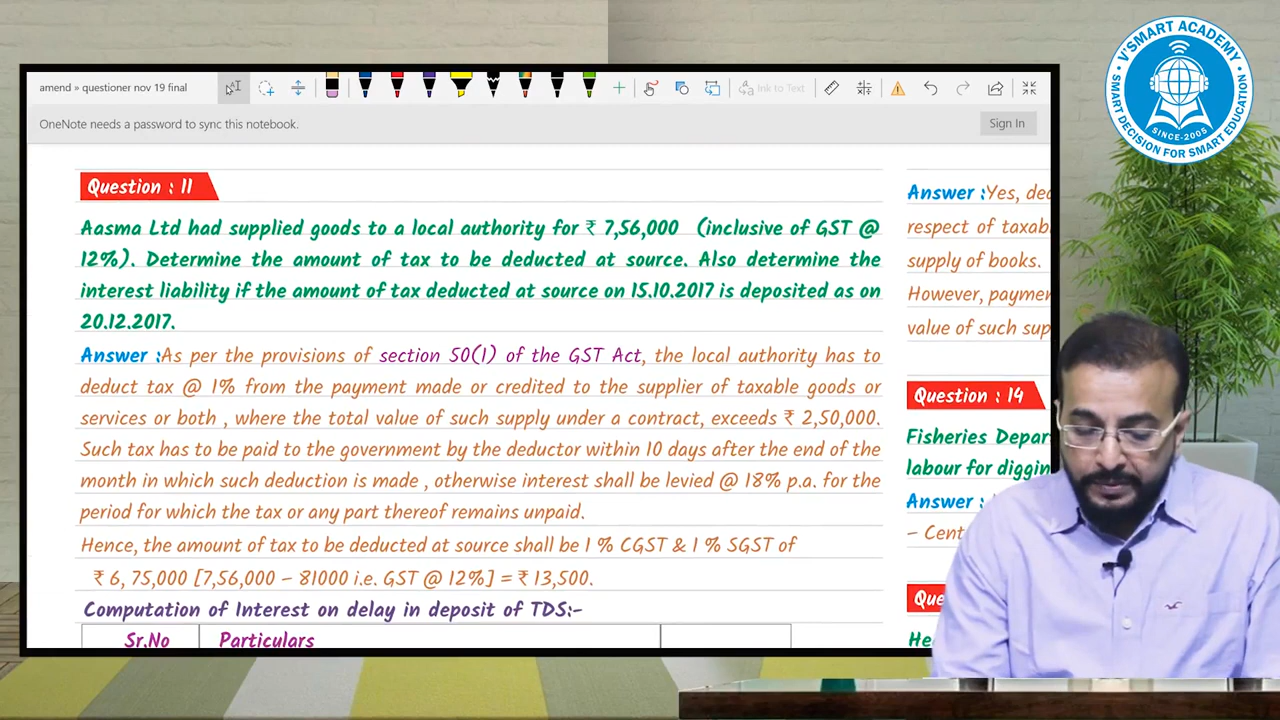 amend » questioner nov 19 final
Ink to Text
OneNote needs a password to sync this notebook.
Sign In
Question : 11
Aasma Ltd had supplied goods to a local authority for ₹ 7,56,000 (inclusive of GST @
12%). Determine the amount of tax to be deducted at source. Also determine the
interest liability if the amount of tax deducted at source on 15.10.2017 is deposited as on
20.12.2017.
Answer :As per the provisions of section 50(1) of the GST Act, the local authority has to
deduct tax @ 1% from the payment made or credited to the supplier of taxable goods or
services or both , where the total value of such supply under a contract, exceeds ₹ 2,50,000.
Such tax has to be paid to the government by the deductor within 10 days after the end of the
month in which such deduction is made , otherwise interest shall be levied @ 18% p.a. for the
period for which the tax or any part thereof remains unpaid.
Hence, the amount of tax to be deducted at source shall be 1 % CGST & 1 % SGST of
₹ 6, 75,000 [7,56,000 – 81000 i.e. GST @ 12%] = ₹ 13,500.
Computation of Interest on delay in deposit of TDS:-
Sr.No Particulars
Answer :Yes,
respect of
supply of books.
However,
value of such
Question : 14
Fisheries
labour for
Answer :
V'SMART ACADEMY
SINCE-2005
SMART DECISION FOR SMART EDUCATION